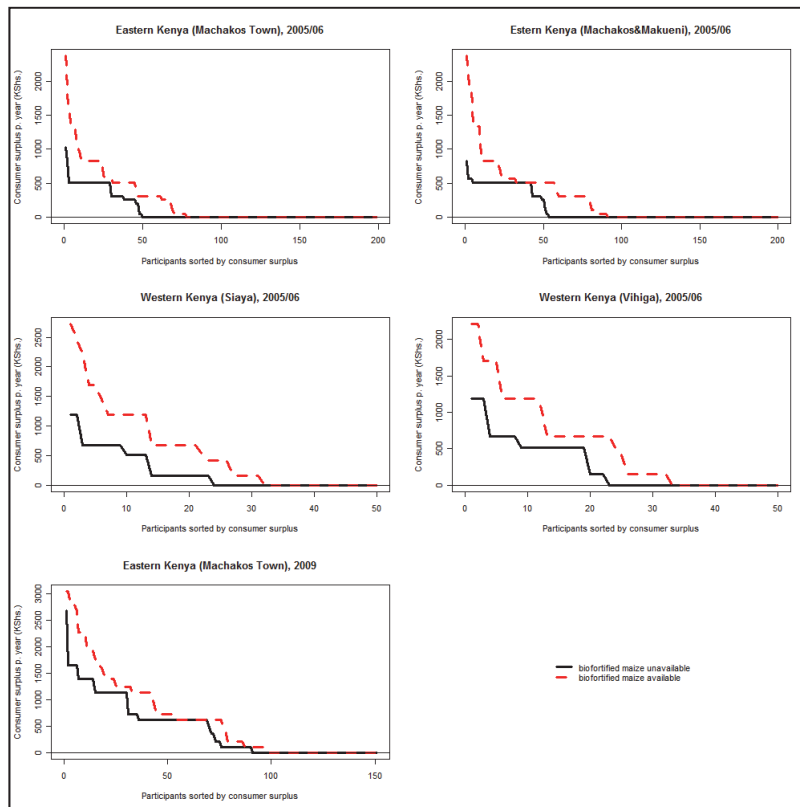 Eastern Kenya (Machakos Town), 2005/06
Consumer surplus p. year (KShs.)
2000
1500
1000
500
0
0 50 100 150 200
Participants sorted by consumer surplus
Estern Kenya (Machakos&Makueni), 2005/06
Consumer surplus p. year (KShs.)
2000
1500
1000
500
0
0 50 100 150 200
Participants sorted by consumer surplus
Western Kenya (Siaya), 2005/06
Consumer surplus p. year (KShs.)
2500
2000
1500
1000
500
0
0 10 20 30 40 50
Participants sorted by consumer surplus
Western Kenya (Vihiga), 2005/06
Consumer surplus p. year (KShs.)
2000
1500
1000
500
0
0 10 20 30 40 50
Participants sorted by consumer surplus
Eastern Kenya (Machakos Town), 2009
Consumer surplus p. year (KShs.)
3000
2500
2000
1500
1000
500
0
0 50 100 150
Participants sorted by consumer surplus
biofortified maize unavailable
biofortified maize available